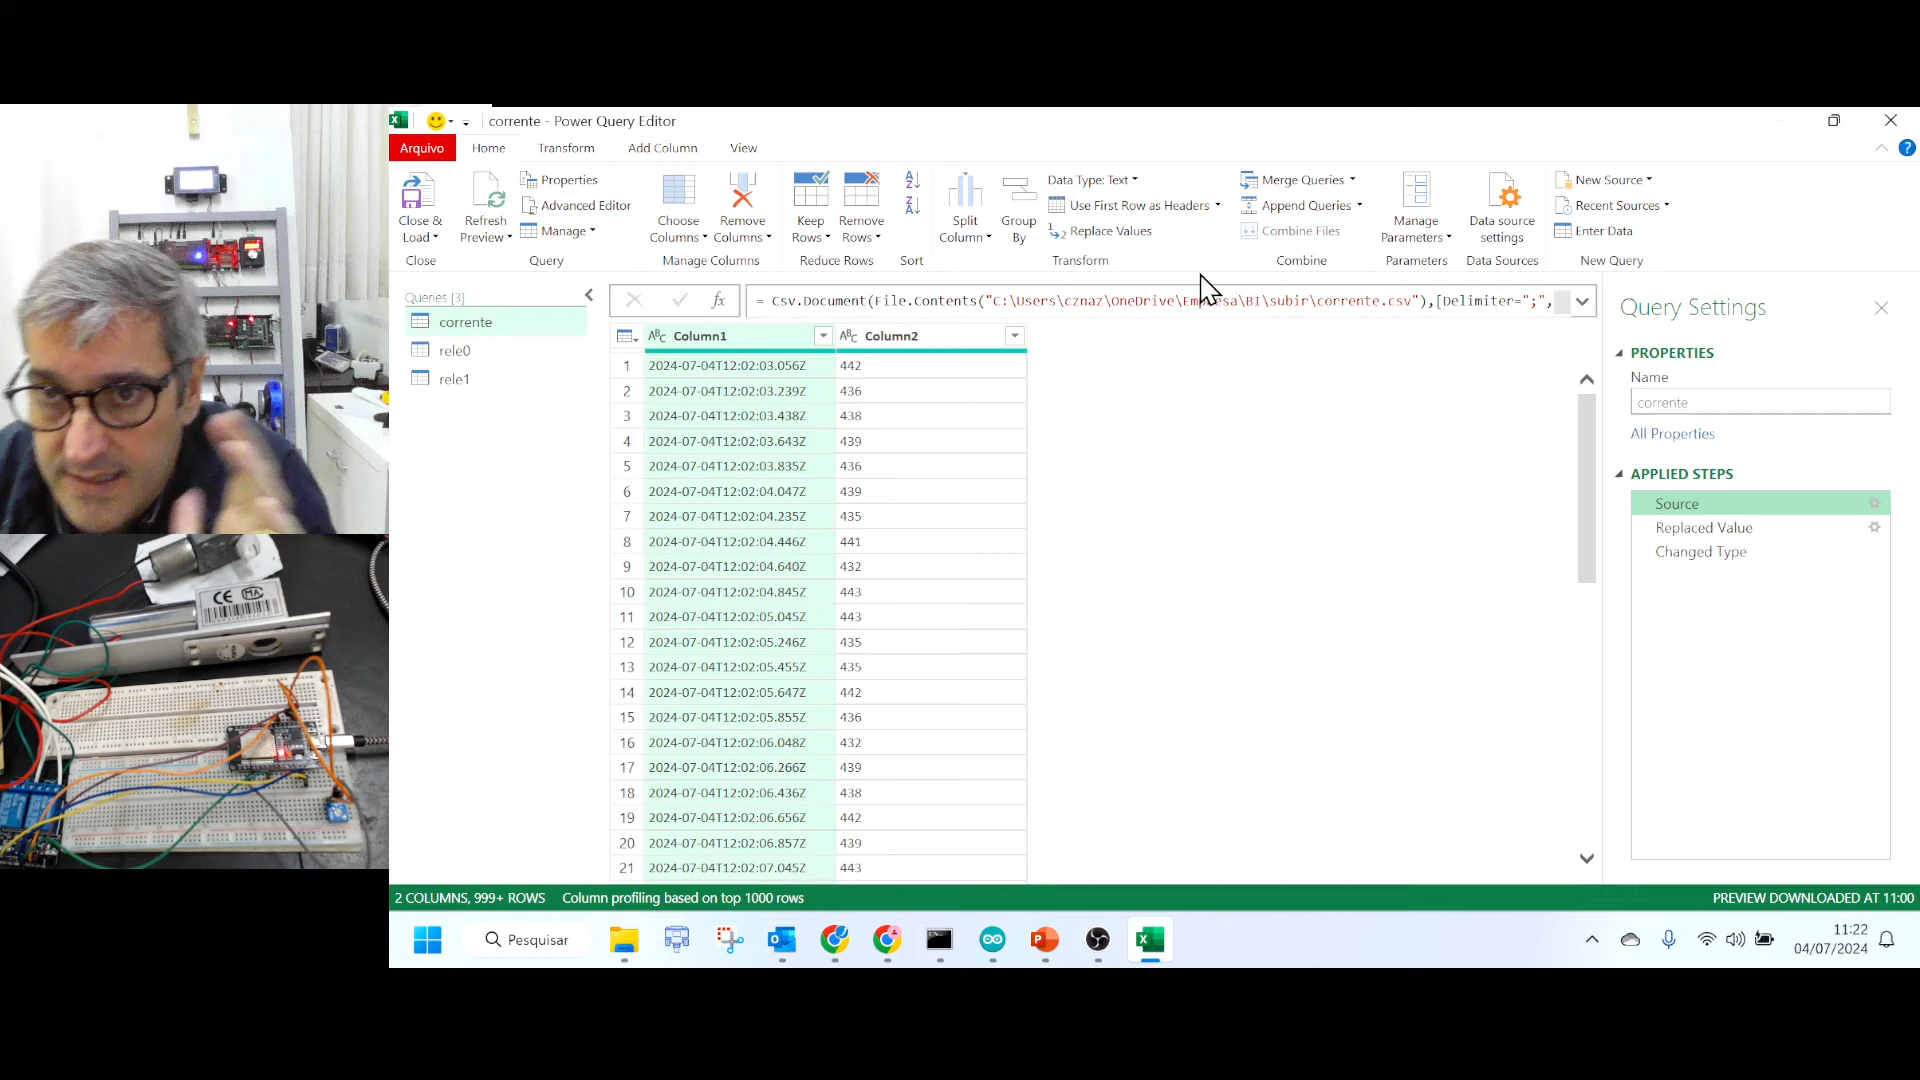 corrente - Power Query Editor
Arquivo
Home
Transform
Add Column
View
Close & Load
Close
Refresh Preview
Properties
Advanced Editor
Manage
Query
Choose Columns
Remove Columns
Manage Columns
Keep Rows
Remove Rows
Reduce Rows
Sort
Split Column
Group By
Data Type: Text
Use First Row as Headers
Replace Values
Transform
Merge Queries
Append Queries
Combine Files
Combine
Manage Parameters
Parameters
Data source settings
Data Sources
New Source
Recent Sources
Enter Data
New Query
Queries [3]
corrente
rele0
rele1
fx
= Csv.Document(File.Contents("C:\Users\cznaz\OneDrive\Empresa\BI\subir\corrente.csv"),[Delimiter=";",
Column1 Column2
1 2024-07-04T12:02:03.056Z 442
2 2024-07-04T12:02:03.239Z 436
3 2024-07-04T12:02:03.438Z 438
4 2024-07-04T12:02:03.643Z 439
5 2024-07-04T12:02:03.835Z 436
6 2024-07-04T12:02:04.047Z 439
7 2024-07-04T12:02:04.235Z 435
8 2024-07-04T12:02:04.446Z 441
9 2024-07-04T12:02:04.640Z 432
10 2024-07-04T12:02:04.845Z 443
11 2024-07-04T12:02:05.045Z 443
12 2024-07-04T12:02:05.246Z 435
13 2024-07-04T12:02:05.455Z 435
14 2024-07-04T12:02:05.647Z 442
15 2024-07-04T12:02:05.855Z 436
16 2024-07-04T12:02:06.048Z 432
17 2024-07-04T12:02:06.266Z 439
18 2024-07-04T12:02:06.436Z 438
19 2024-07-04T12:02:06.656Z 442
20 2024-07-04T12:02:06.857Z 439
21 2024-07-04T12:02:07.045Z 443
Query Settings
PROPERTIES
Name
corrente
All Properties
APPLIED STEPS
Source
Replaced Value
Changed Type
CE MA
2 COLUMNS, 999+ ROWS
Column profiling based on top 1000 rows
PREVIEW DOWNLOADED AT 11:00
Pesquisar
11:22
04/07/2024